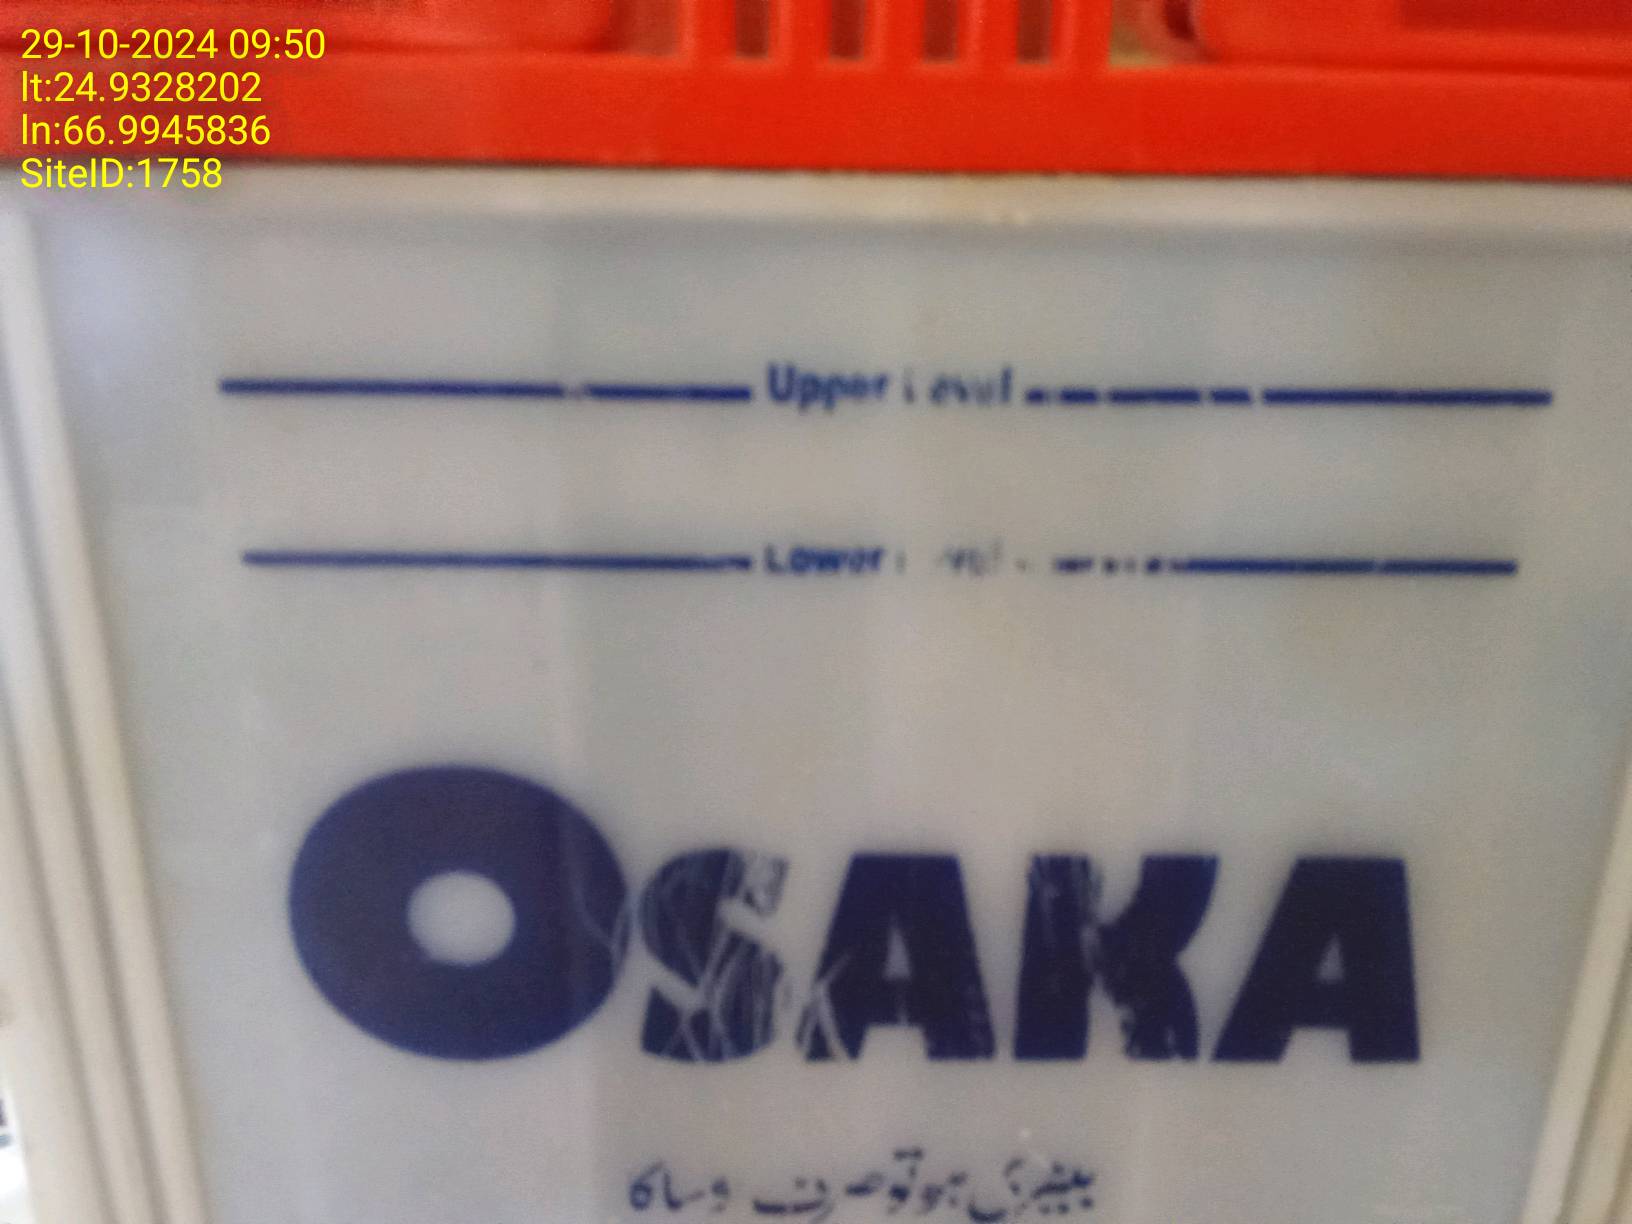 29-10-2024 09:50
lt:24.9328202
ln:66.9945836
SiteID:1758
Upper Level
Lower
OSAKA
بیٹری ہو تو صرف اوساکا